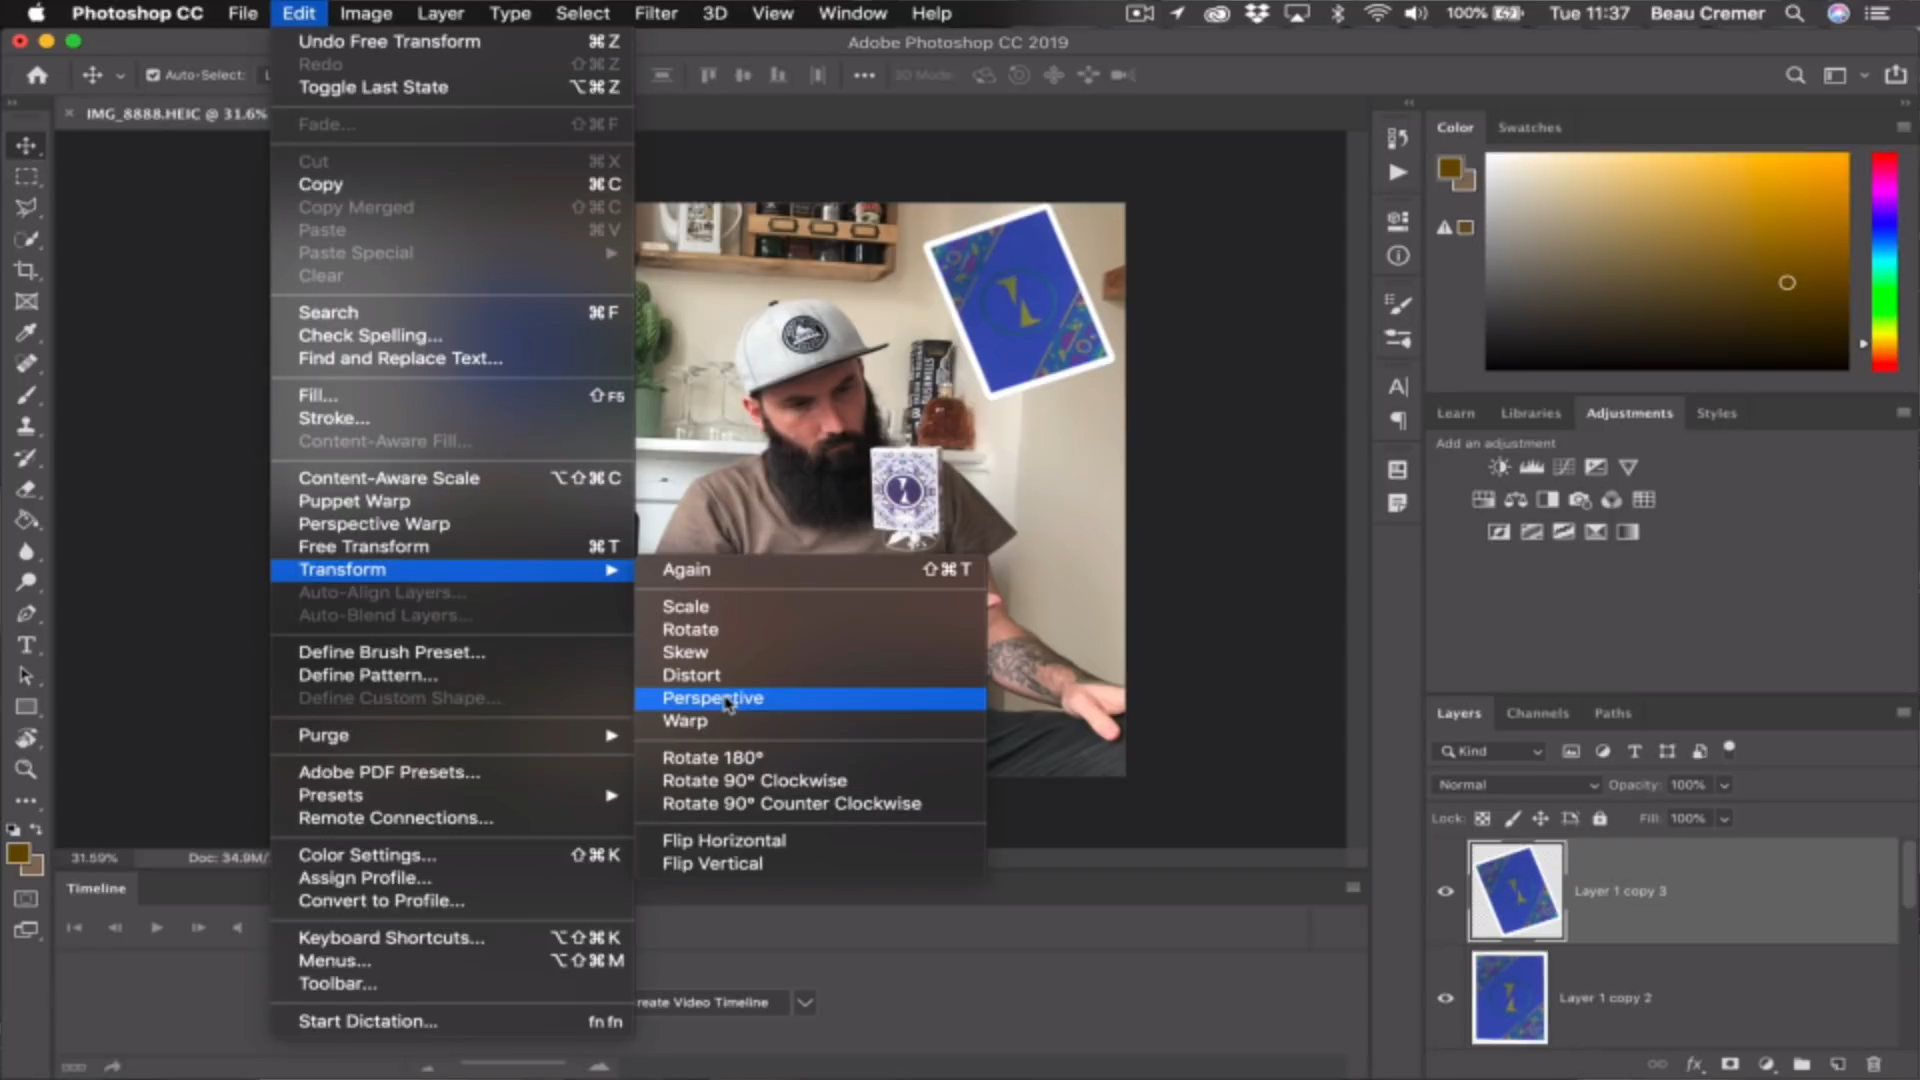 Photoshop CC File Edit Image Layer Type Select Filter 3D View Window Help 100% Tue 11:37 Beau Cremer
Adobe Photoshop CC 2019
Auto-Select: 3D Mode:
× IMG_8888.HEIC @ 31.6%
Undo Free Transform ⌘Z
Redo ⇧⌘Z
Toggle Last State ⌥⌘Z
Fade... ⇧⌘F
Cut ⌘X
Copy ⌘C
Copy Merged ⇧⌘C
Paste ⌘V
Paste Special
Clear
Search ⌘F
Check Spelling...
Find and Replace Text...
Fill... ⇧F5
Stroke...
Content-Aware Fill...
Content-Aware Scale ⌥⇧⌘C
Puppet Warp
Perspective Warp
Free Transform ⌘T
Transform
Auto-Align Layers...
Auto-Blend Layers...
Define Brush Preset...
Define Pattern...
Define Custom Shape...
Purge
Adobe PDF Presets...
Presets
Remote Connections...
Color Settings... ⇧⌘K
Assign Profile...
Convert to Profile...
Keyboard Shortcuts... ⌥⇧⌘K
Menus... ⌥⇧⌘M
Toolbar...
Start Dictation... fn fn
Again ⇧⌘T
Scale
Rotate
Skew
Distort
Perspective
Warp
Rotate 180°
Rotate 90° Clockwise
Rotate 90° Counter Clockwise
Flip Horizontal
Flip Vertical
31.59% Doc: 34.9M/
Timeline
reate Video Timeline
Color Swatches
Learn Libraries Adjustments Styles
Add an adjustment
Layers Channels Paths
Kind
Normal Opacity: 100%
Lock: Fill: 100%
Layer 1 copy 3
Layer 1 copy 2